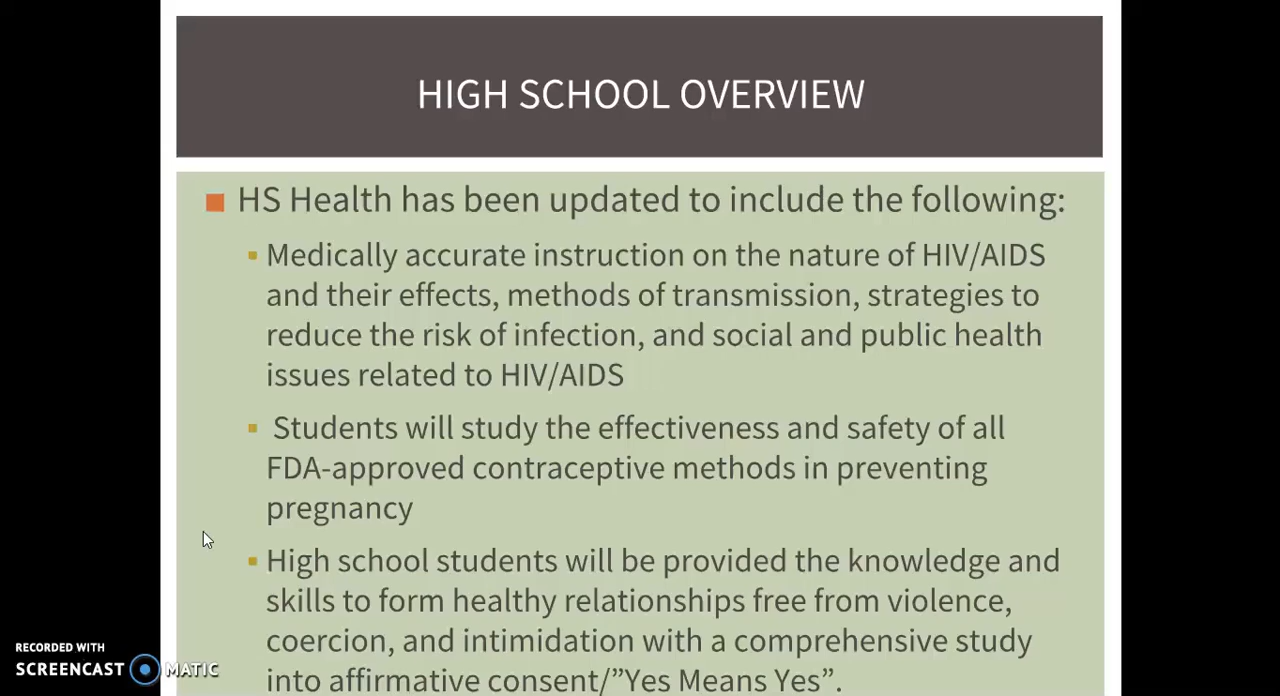 HIGH SCHOOL OVERVIEW
HS Health has been updated to include the following:
Medically accurate instruction on the nature of HIV/AIDS
and their effects, methods of transmission, strategies to
reduce the risk of infection, and social and public health
issues related to HIV/AIDS
Students will study the effectiveness and safety of all
FDA-approved contraceptive methods in preventing
pregnancy
High school students will be provided the knowledge and
skills to form healthy relationships free from violence,
coercion, and intimidation with a comprehensive study
into affirmative consent/”Yes Means Yes”.
RECORDED WITH
SCREENCAST MATIC